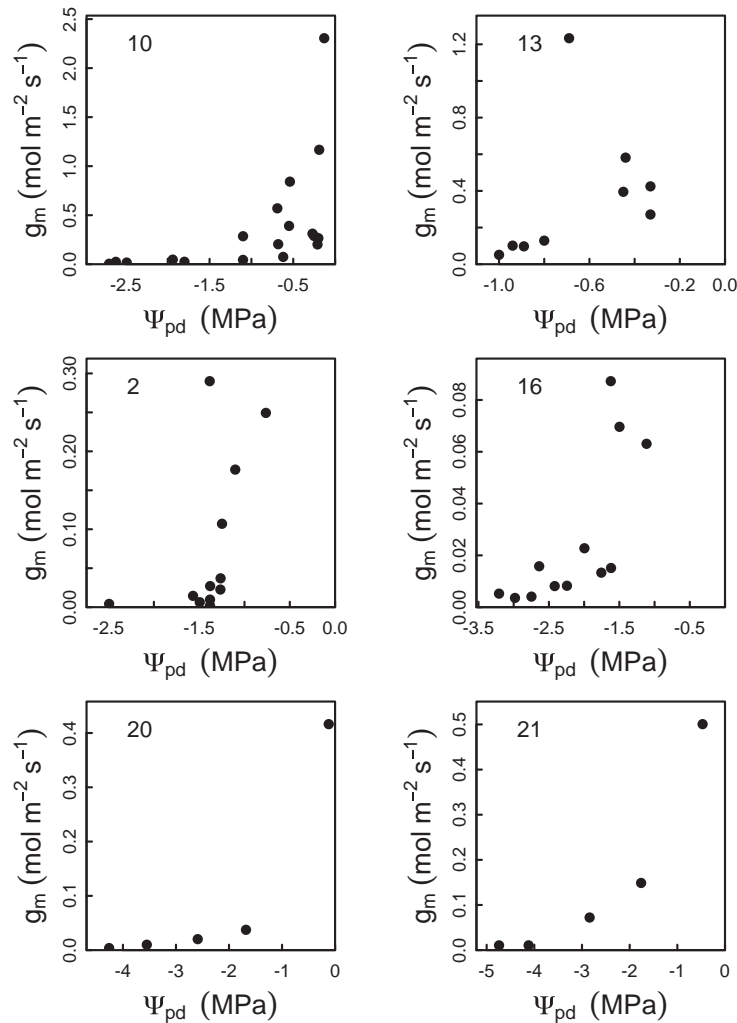 10
2.5
2.0
1.5
1.0
0.5
0.0
gm (mol m−2 s−1)
-2.5 -1.5 -0.5
Ψpd (MPa)
13
1.2
0.8
0.4
0.0
gm (mol m−2 s−1)
-1.0 -0.6 -0.2 0.0
Ψpd (MPa)
2
0.30
0.20
0.10
0.00
gm (mol m−2 s−1)
-2.5 -1.5 -0.5 0.0
Ψpd (MPa)
16
0.08
0.06
0.04
0.02
0.00
gm (mol m−2 s−1)
-3.5 -2.5 -1.5 -0.5
Ψpd (MPa)
20
0.4
0.2
0.1
0.0
gm (mol m−2 s−1)
-4 -3 -2 -1 0
Ψpd (MPa)
21
0.5
0.4
0.3
0.2
0.1
0.0
gm (mol m−2 s−1)
-5 -4 -3 -2 -1 0
Ψpd (MPa)